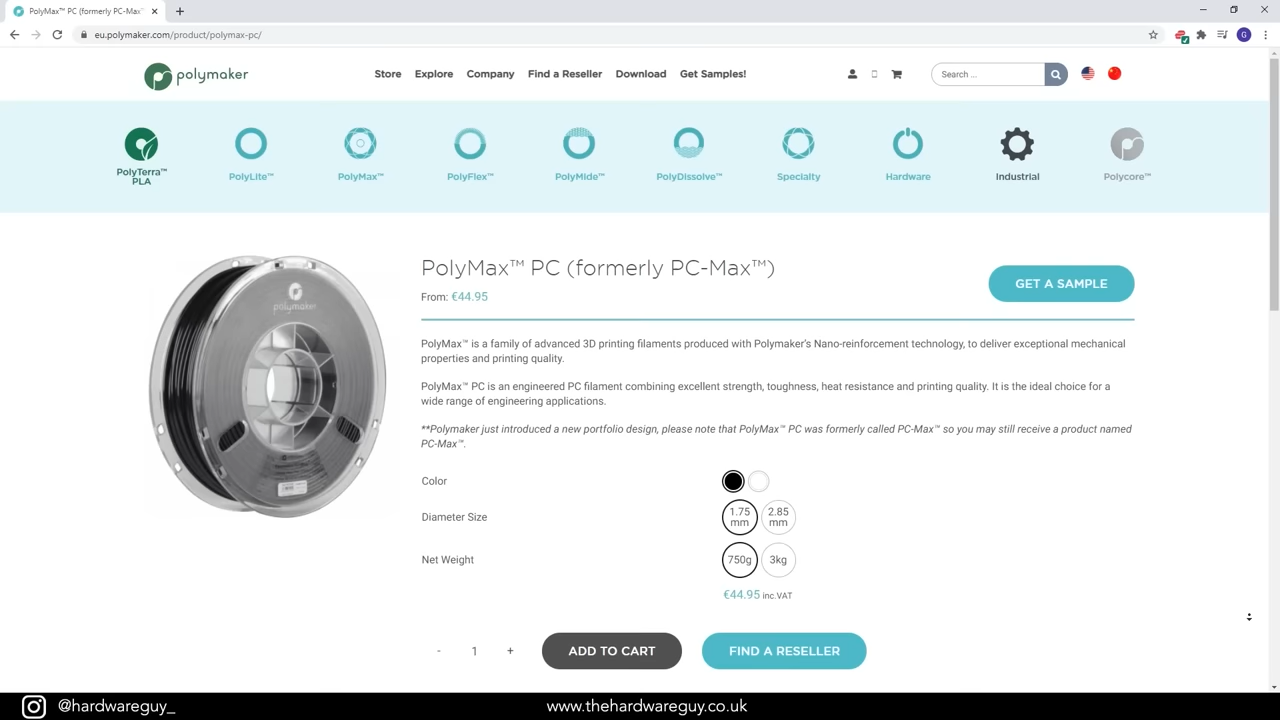 PolyMax™ PC (formerly PC-Max™
eu.polymaker.com/product/polymax-pc/
G
polymaker
Store
Explore
Company
Find a Reseller
Download
Get Samples!
Search ...
PolyTerra™
PLA
PolyLite™
PolyMax™
PolyFlex™
PolyMide™
PolyDissolve™
Specialty
Hardware
Industrial
Polycore™
polymaker
PolyMax™ PC (formerly PC-Max™)
From: €44.95
GET A SAMPLE
PolyMax™ is a family of advanced 3D printing filaments produced with Polymaker's Nano-reinforcement technology, to deliver exceptional mechanical
properties and printing quality.
PolyMax™ PC is an engineered PC filament combining excellent strength, toughness, heat resistance and printing quality. It is the ideal choice for a
wide range of engineering applications.
**Polymaker just introduced a new portfolio design, please note that PolyMax™ PC was formerly called PC-Max™ so you may still receive a product named
PC-Max™.
Color
Diameter Size
1.75
mm
2.85
mm
Net Weight
750g
3kg
€44.95 inc.VAT
- 1 +
ADD TO CART
FIND A RESELLER
@hardwareguy_
www.thehardwareguy.co.uk